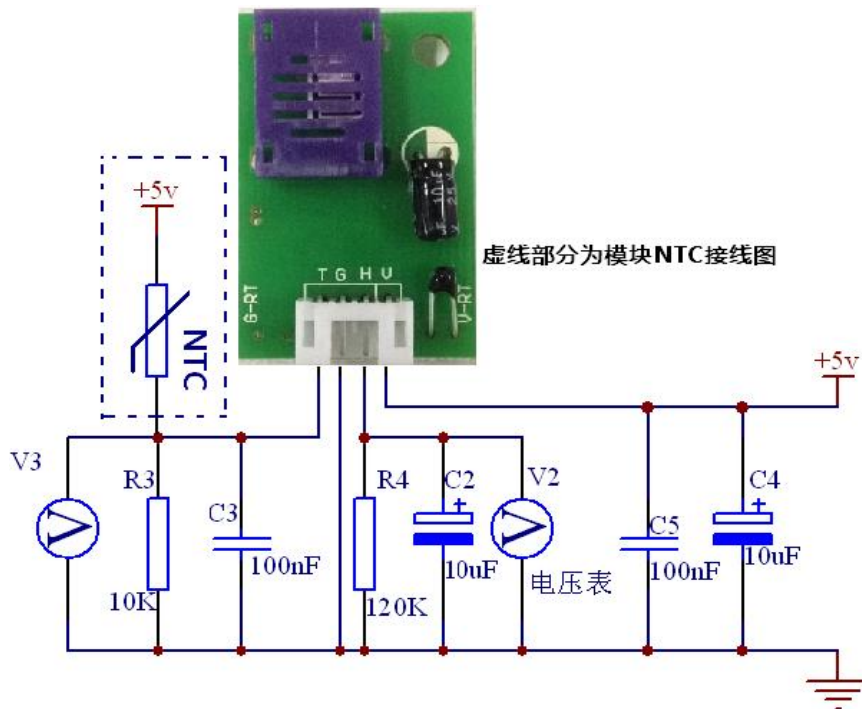 +5v
NTC
T G H V
G-RT
V-RT
虚线部分为模块NTC接线图
+5v
V3
R3
10K
C3
100nF
R4
120K
C2
10uF
V2
电压表
C5
100nF
C4
10uF
V
V